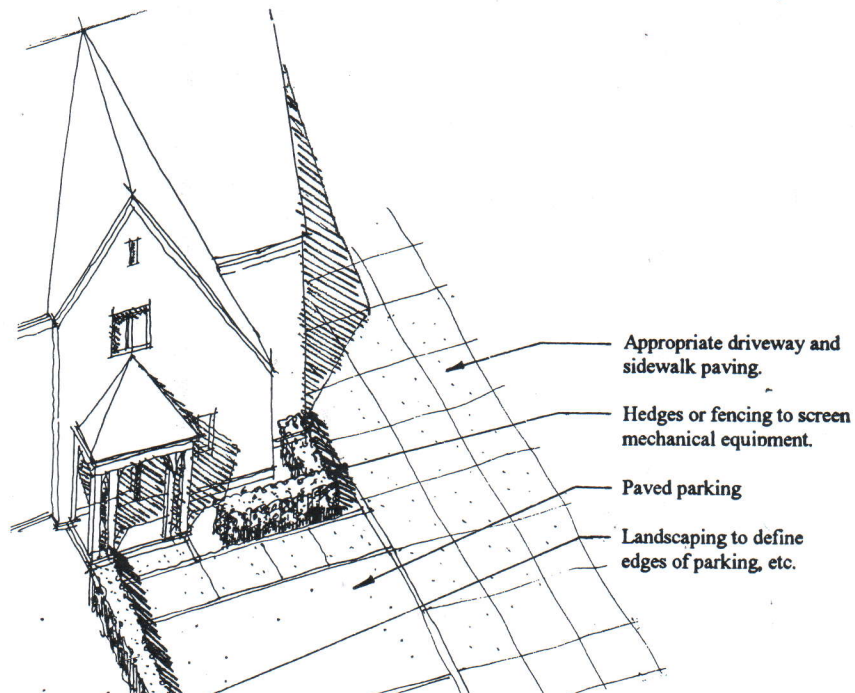 Appropriate driveway and
sidewalk paving.
Hedges or fencing to screen
mechanical equipment.
Paved parking
Landscaping to define
edges of parking, etc.